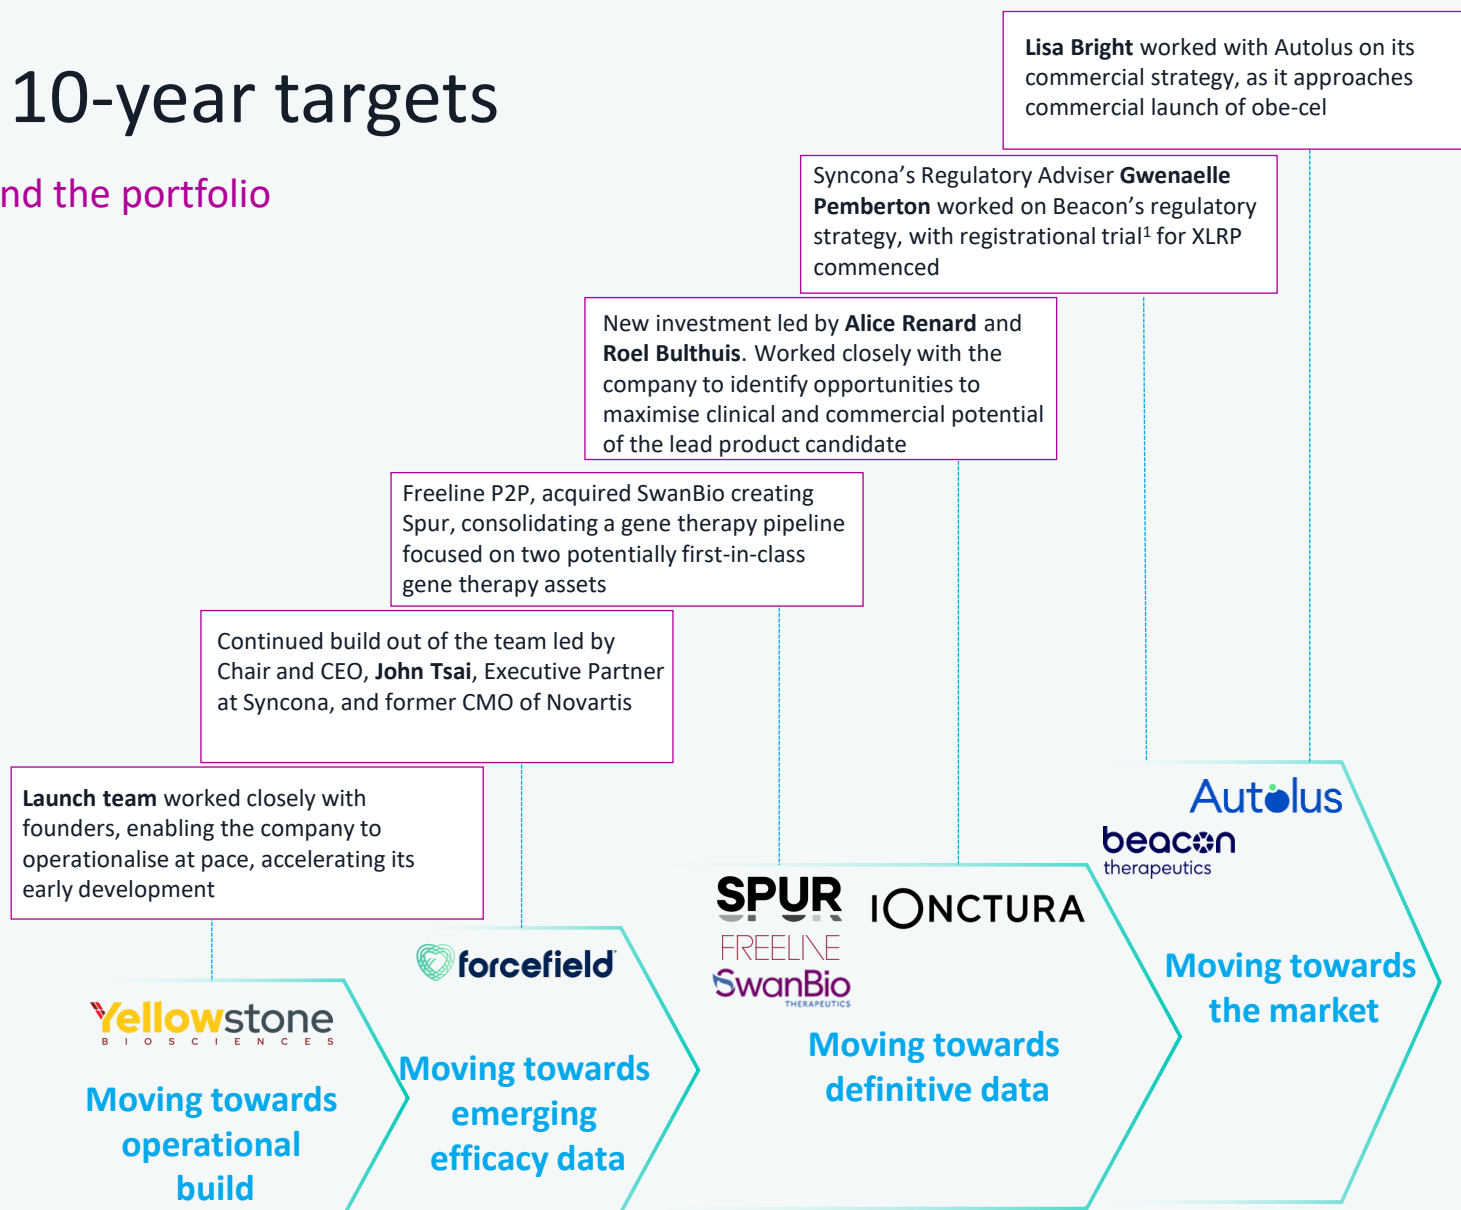 10-year targets
nd the portfolio
Lisa Bright worked with Autolus on its
commercial strategy, as it approaches
commercial launch of obe-cel
Syncona’s Regulatory Adviser Gwenaelle
Pemberton worked on Beacon’s regulatory
strategy, with registrational trial¹ for XLRP
commenced
New investment led by Alice Renard and
Roel Bulthuis. Worked closely with the
company to identify opportunities to
maximise clinical and commercial potential
of the lead product candidate
Freeline P2P, acquired SwanBio creating
Spur, consolidating a gene therapy pipeline
focused on two potentially first-in-class
gene therapy assets
Continued build out of the team led by
Chair and CEO, John Tsai, Executive Partner
at Syncona, and former CMO of Novartis
Launch team worked closely with
founders, enabling the company to
operationalise at pace, accelerating its
early development
Yellowstone
BIOSCIENCES
Moving towards
operational
build
forcefield
Moving towards
emerging
efficacy data
SPUR
FREELINE
SwanBio
THERAPEUTICS
IONCTURA
Moving towards
definitive data
Autolus
beacon
therapeutics
Moving towards
the market